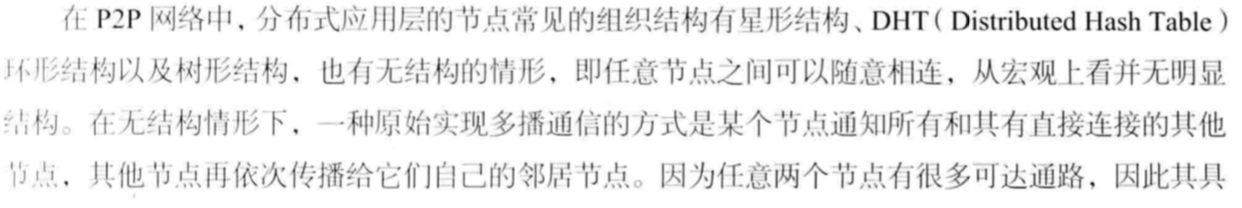 在 P2P 网络中，分布式应用层的节点常见的组织结构有星形结构、DHT（Distributed Hash Table）
环形结构以及树形结构，也有无结构的情形，即任意节点之间可以随意相连，从宏观上看并无明显
结构。在无结构情形下，一种原始实现多播通信的方式是某个节点通知所有和其有直接连接的其他
节点，其他节点再依次传播给它们自己的邻居节点。因为任意两个节点有很多可达通路，因此其具